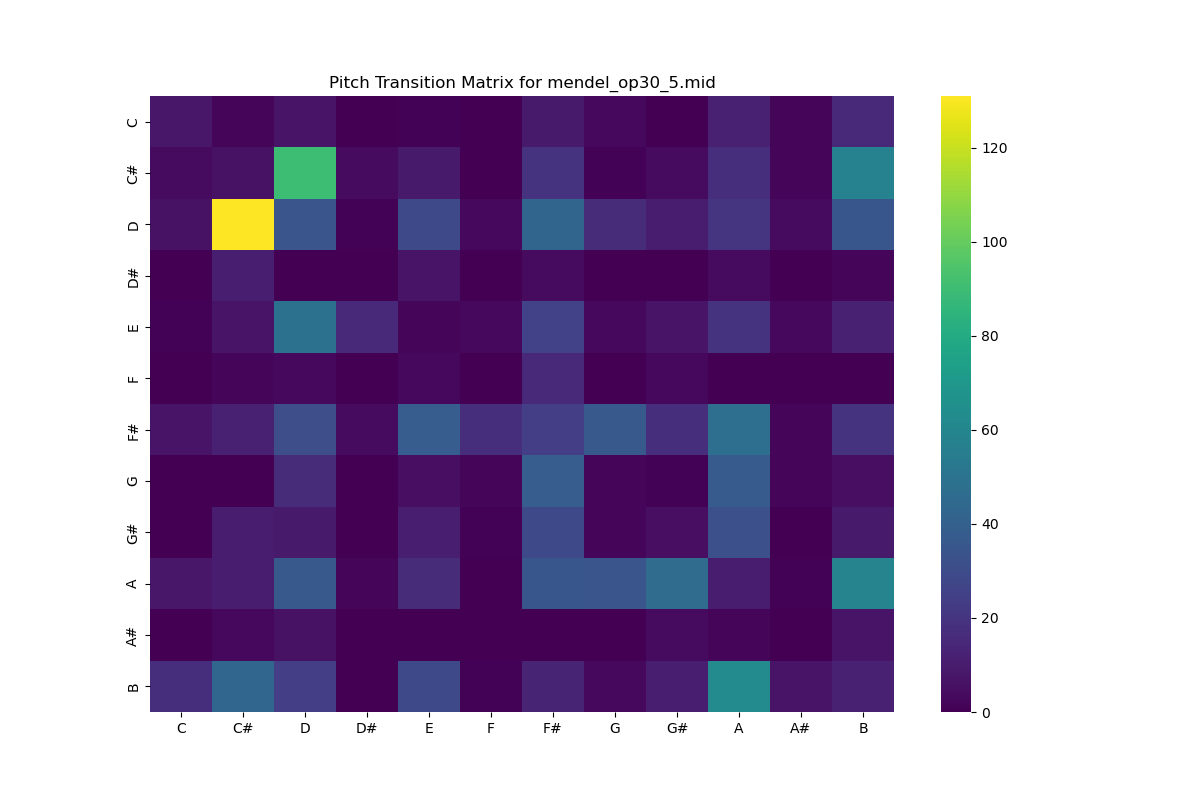 Pitch Transition Matrix for mendel_op30_5.mid
C
C#
D
D#
E
F
F#
G
G#
A
A#
B
C C# D D# E F F# G G# A A# B
120
100
80
60
40
20
0